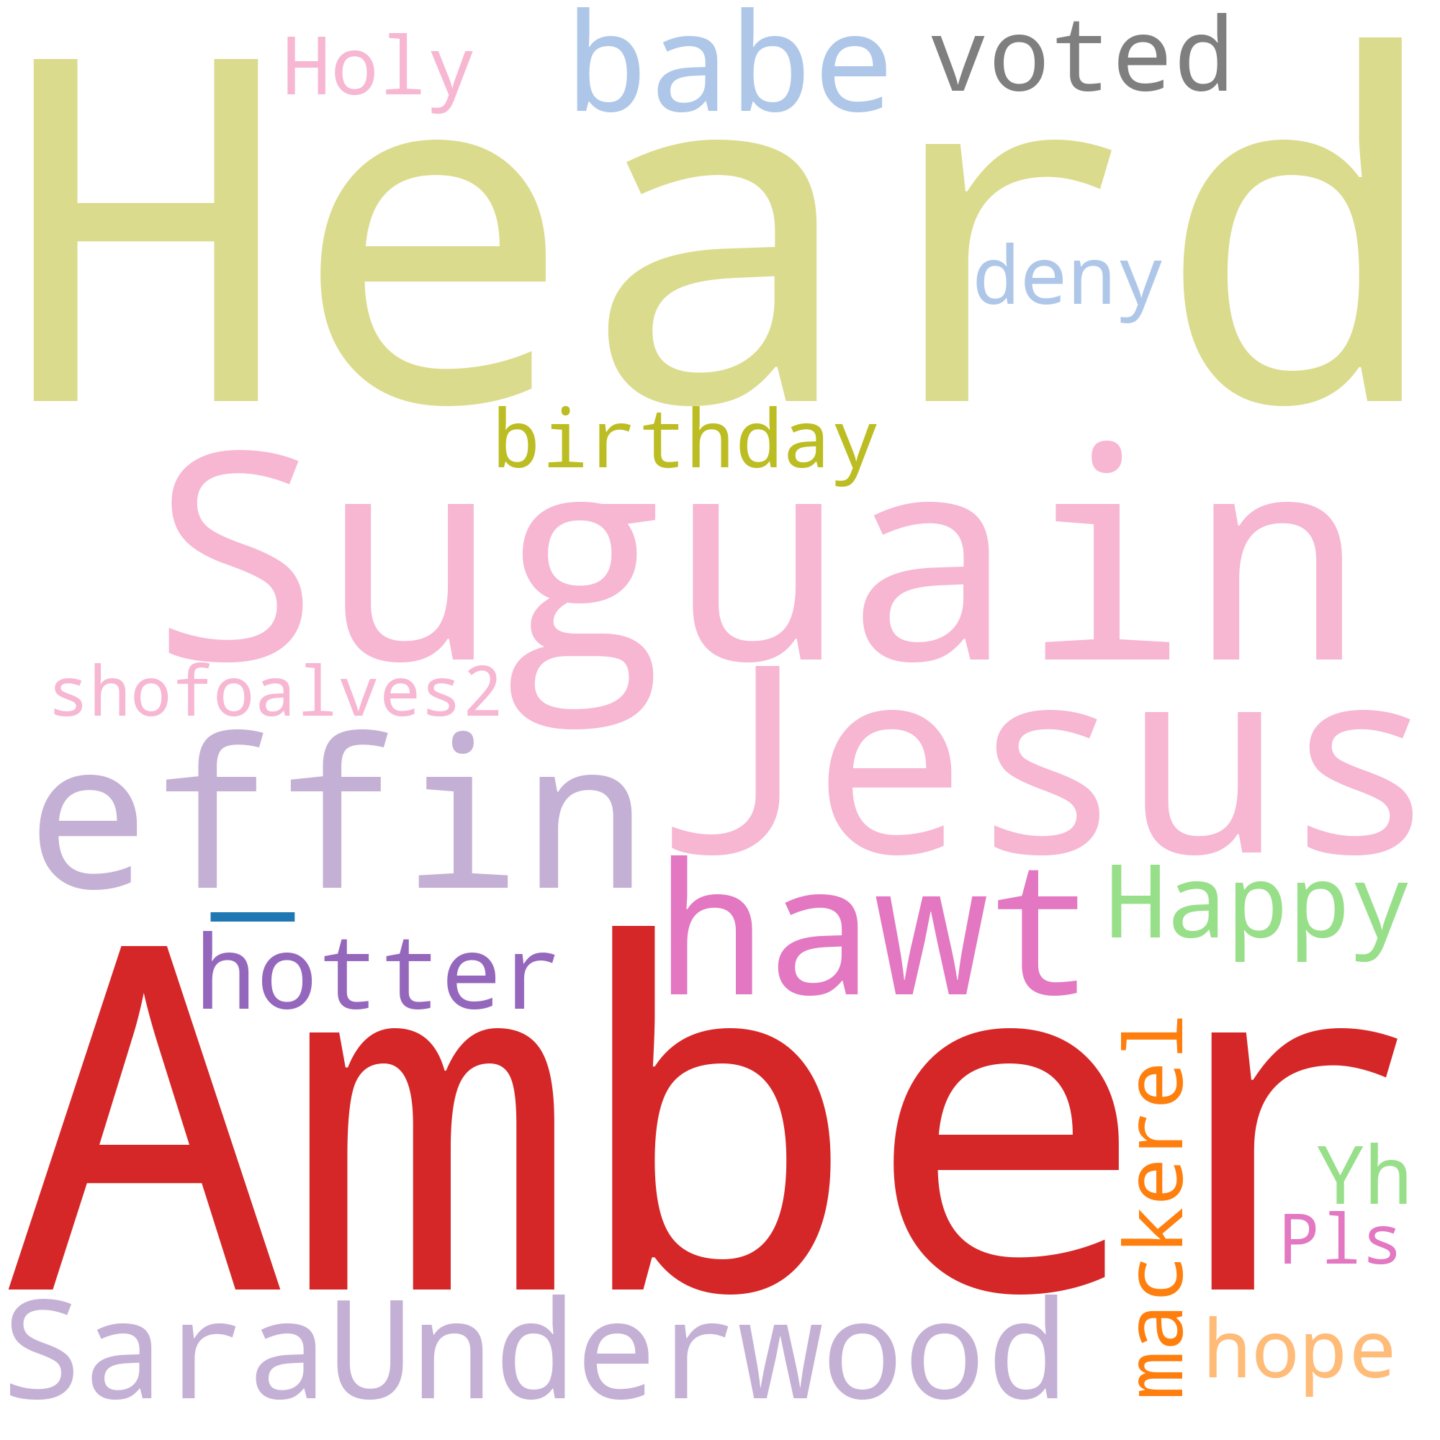 Holy babe voted
Heard
deny
birthday
Suguain
shofoalves2
Jesus
effin
hawt Happy
_
hotter
Amber
mackerel
Yh
Pls
SaraUnderwood
hope